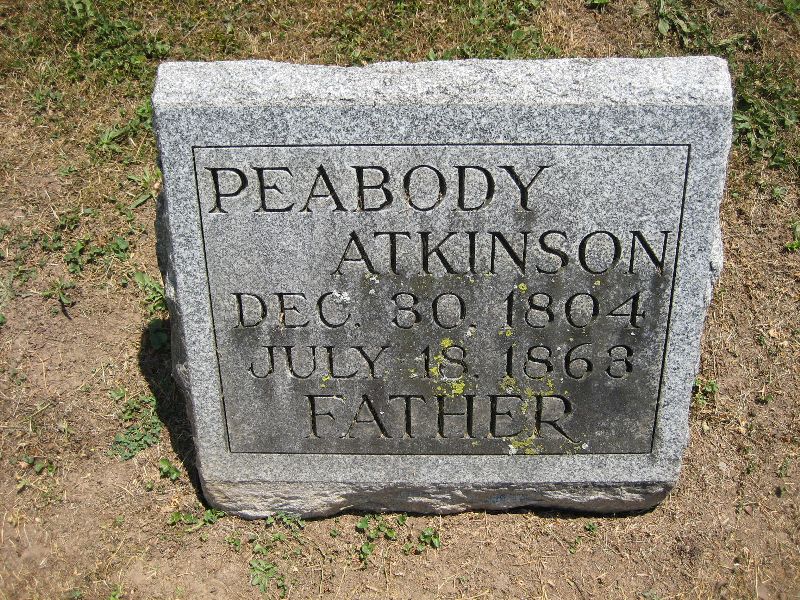 PEABODY
ATKINSON
DEC. 30, 1804
JULY 18, 1863
FATHER